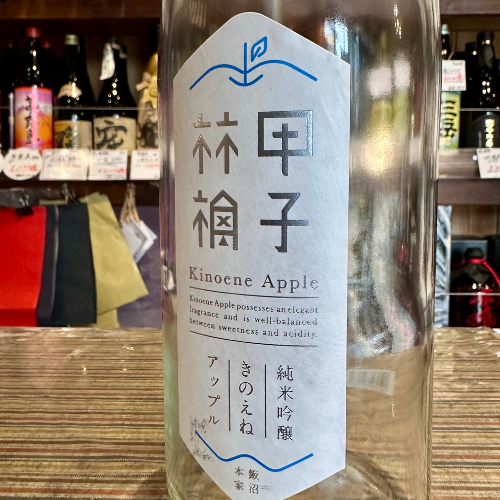 甲子
林檎
Kinoene Apple
Kinoene Apple possesses an elegant
fragrance and is well-balanced
between sweetness and acidity.
純米吟醸
きのえね
アップル
飯沼
本家